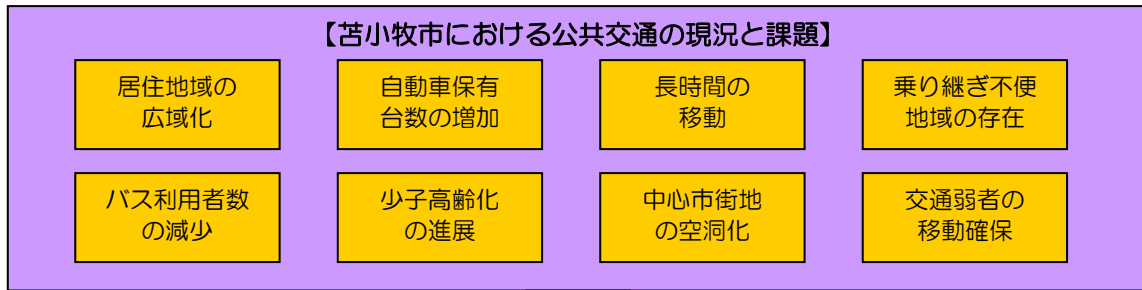 【苫小牧市における公共交通の現況と課題】
居住地域の
広域化
自動車保有
台数の増加
長時間の
移動
乗り継ぎ不便
地域の存在
バス利用者数
の減少
少子高齢化
の進展
中心市街地
の空洞化
交通弱者の
移動確保